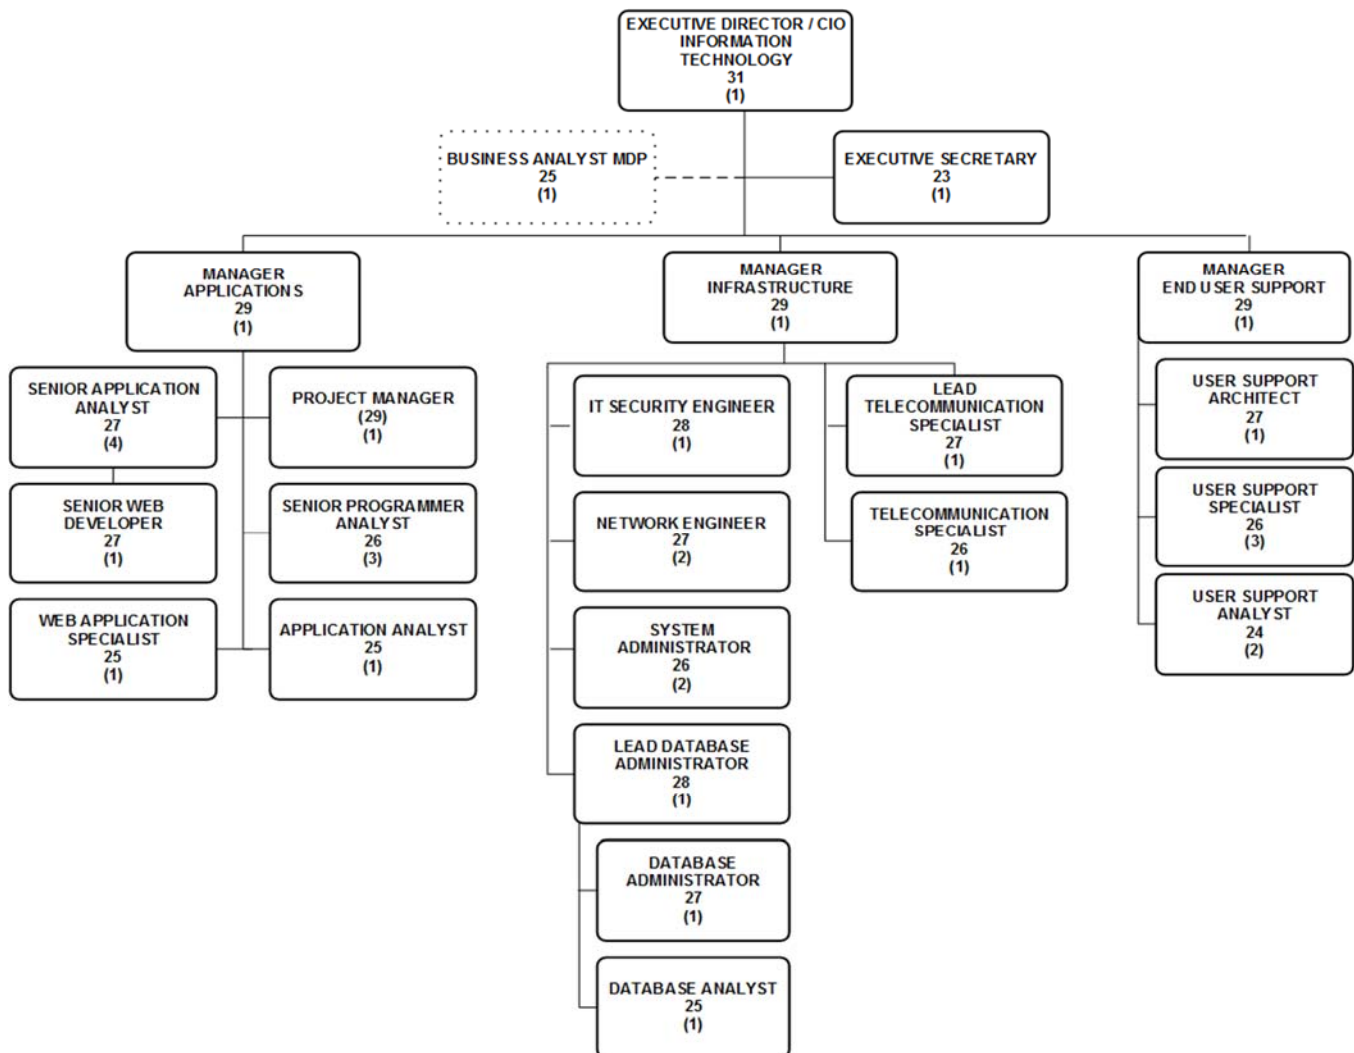 EXECUTIVE DIRECTOR / CIO
INFORMATION
TECHNOLOGY
31
(1)
BUSINESS ANALYST MDP
25
(1)
EXECUTIVE SECRETARY
23
(1)
MANAGER
APPLICATIONS
29
(1)
MANAGER
INFRASTRUCTURE
29
(1)
MANAGER
END USER SUPPORT
29
(1)
SENIOR APPLICATION
ANALYST
27
(4)
PROJECT MANAGER
(29)
(1)
SENIOR WEB
DEVELOPER
27
(1)
SENIOR PROGRAMMER
ANALYST
26
(3)
WEB APPLICATION
SPECIALIST
25
(1)
APPLICATION ANALYST
25
(1)
IT SECURITY ENGINEER
28
(1)
LEAD
TELECOMMUNICATION
SPECIALIST
27
(1)
NETWORK ENGINEER
27
(2)
TELECOMMUNICATION
SPECIALIST
26
(1)
SYSTEM
ADMINISTRATOR
26
(2)
LEAD DATABASE
ADMINISTRATOR
28
(1)
DATABASE
ADMINISTRATOR
27
(1)
DATABASE ANALYST
25
(1)
USER SUPPORT
ARCHITECT
27
(1)
USER SUPPORT
SPECIALIST
26
(3)
USER SUPPORT
ANALYST
24
(2)